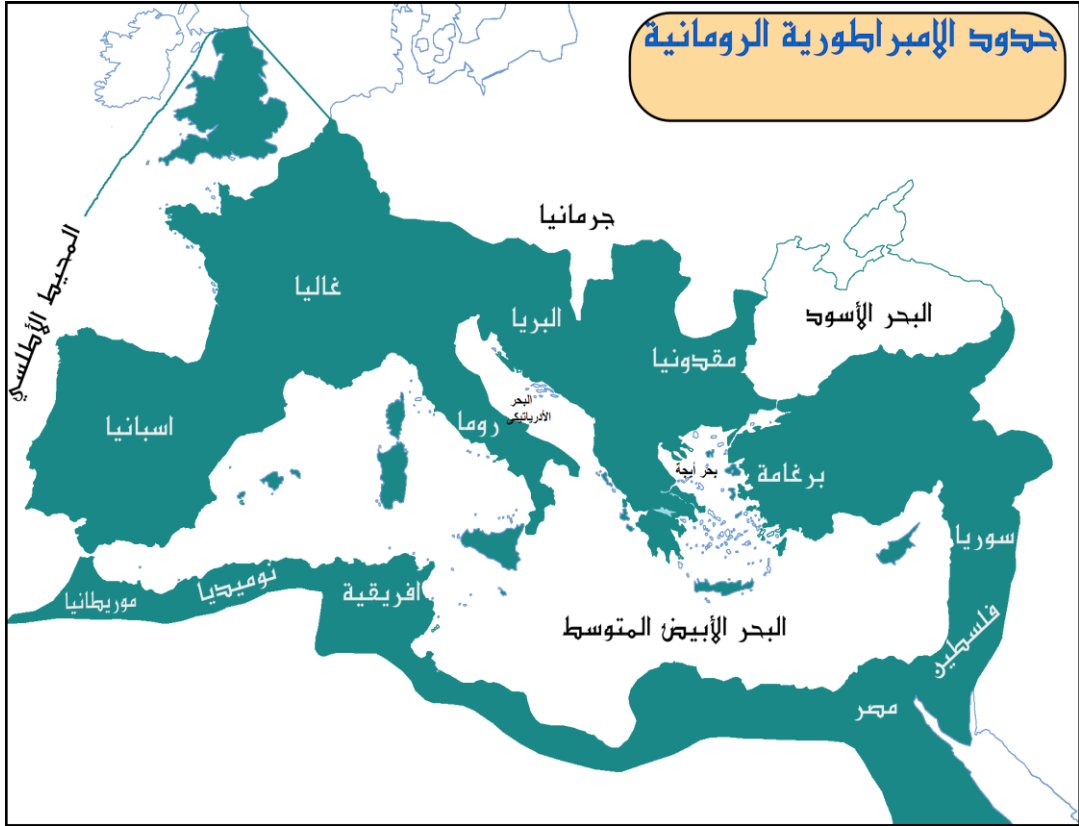 حدود الامبراطورية الرومانية
جرمانيا
المحيط الأطلسي
غاليا
البريا
البحر الأسود
مقدونيا
البحر
الأدرياتيكي
اسبانيا
روما
بحر أيجة
برغامة
سوريا
نوميديا
افريقية
موريطانيا
البحر الأبيض المتوسط
فلسطين
مصر